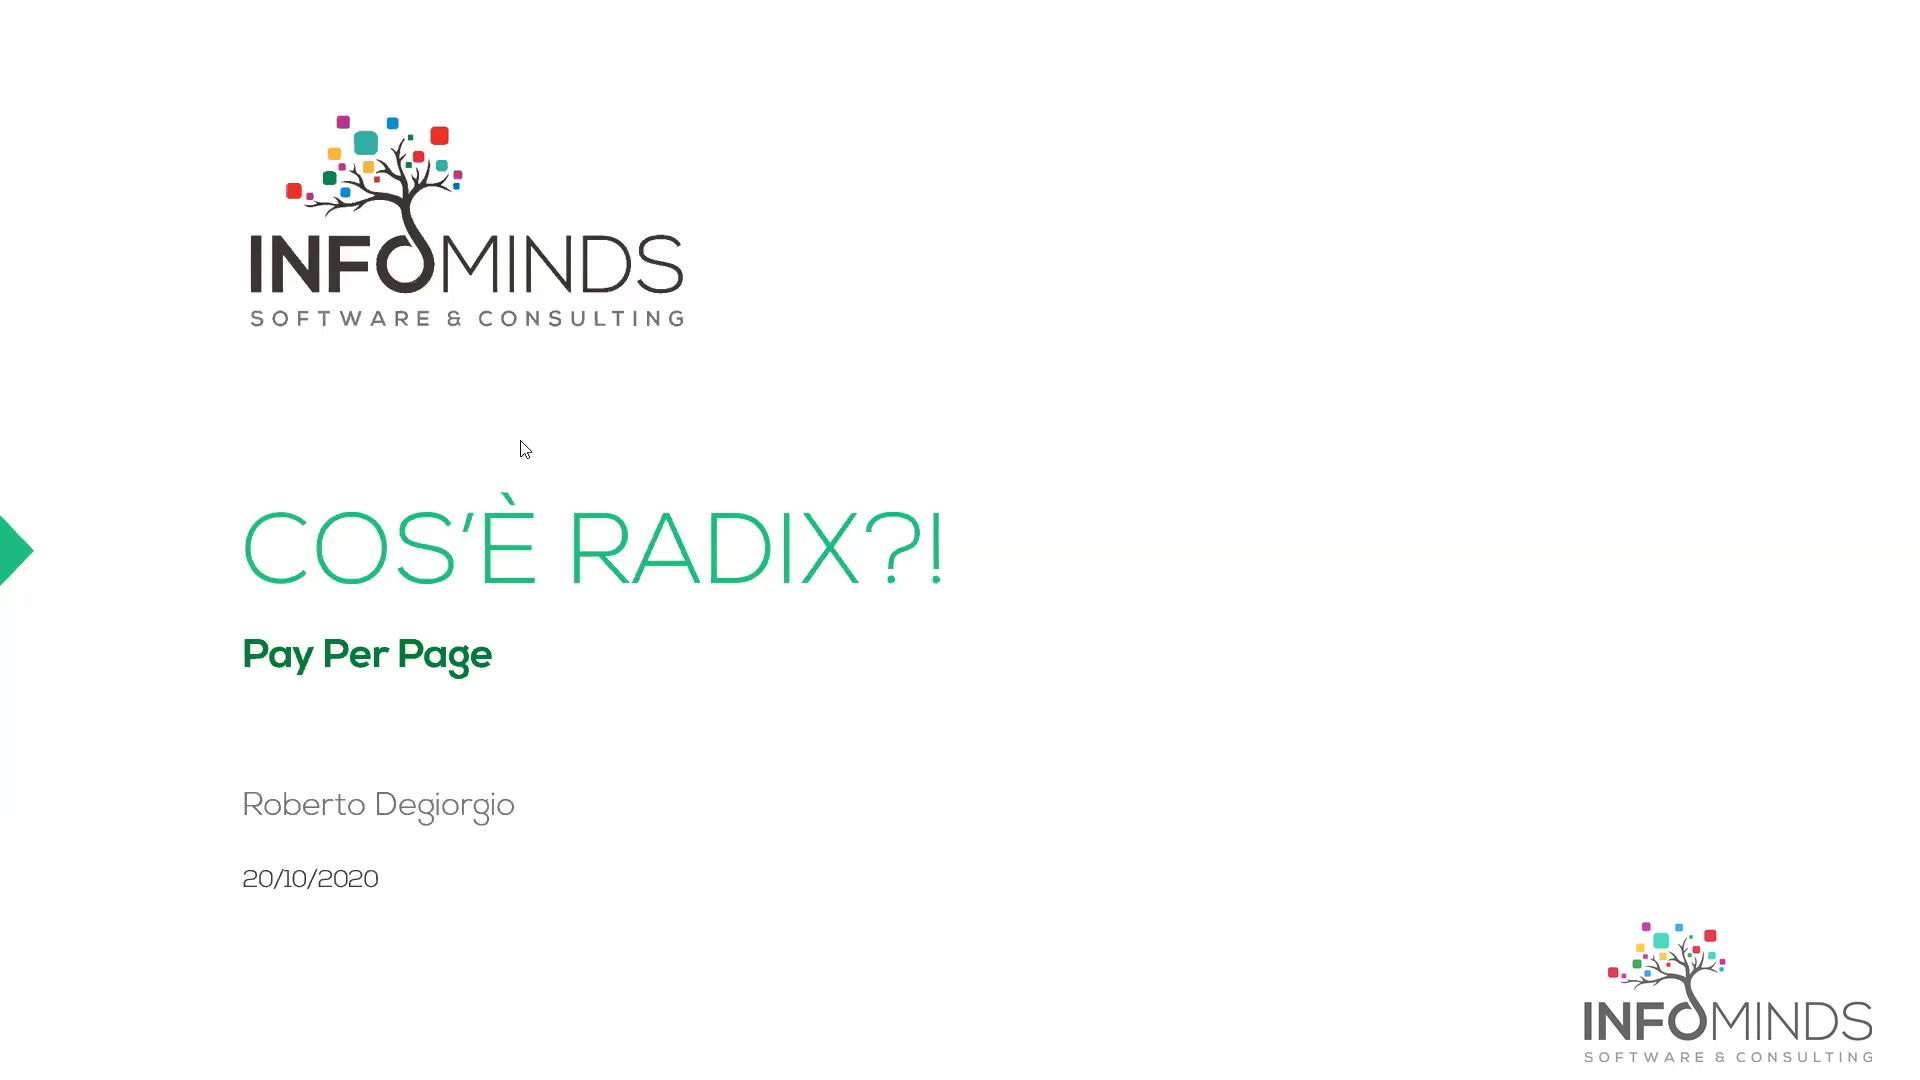 INFOMINDS
SOFTWARE & CONSULTING
COS’È RADIX?!
Pay Per Page
Roberto Degiorgio
20/10/2020
INFOMINDS
SOFTWARE & CONSULTING